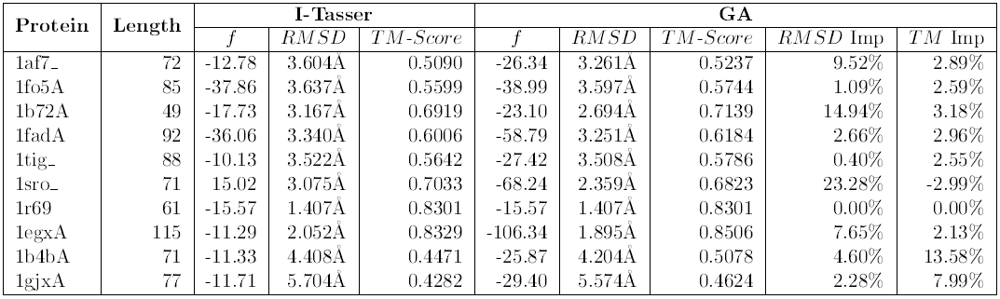 Protein Length I-Tasser GA
f RMSD TM-Score f RMSD TM-Score RMSD Imp TM Imp
1af7_ 72 -12.78 3.604Å 0.5090 -26.34 3.261Å 0.5237 9.52% 2.89%
1fo5A 85 -37.86 3.637Å 0.5599 -38.99 3.597Å 0.5744 1.09% 2.59%
1b72A 49 -17.73 3.167Å 0.6919 -23.10 2.694Å 0.7139 14.94% 3.18%
1fadA 92 -36.06 3.340Å 0.6006 -58.79 3.251Å 0.6184 2.66% 2.96%
1tig_ 88 -10.13 3.522Å 0.5642 -27.42 3.508Å 0.5786 0.40% 2.55%
1sro_ 71 15.02 3.075Å 0.7033 -68.24 2.359Å 0.6823 23.28% -2.99%
1r69 61 -15.57 1.407Å 0.8301 -15.57 1.407Å 0.8301 0.00% 0.00%
1egxA 115 -11.29 2.052Å 0.8329 -106.34 1.895Å 0.8506 7.65% 2.13%
1b4bA 71 -11.33 4.408Å 0.4471 -25.87 4.204Å 0.5078 4.60% 13.58%
1gjxA 77 -11.71 5.704Å 0.4282 -29.40 5.574Å 0.4624 2.28% 7.99%